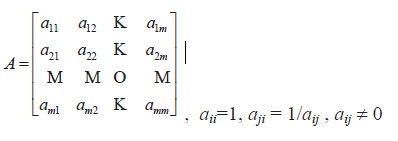 a11 a12 K a1m
a21 a22 K a2m
A = M M O M
am1 am2 K amm , aii=1, aji = 1/aij , aij ≠ 0